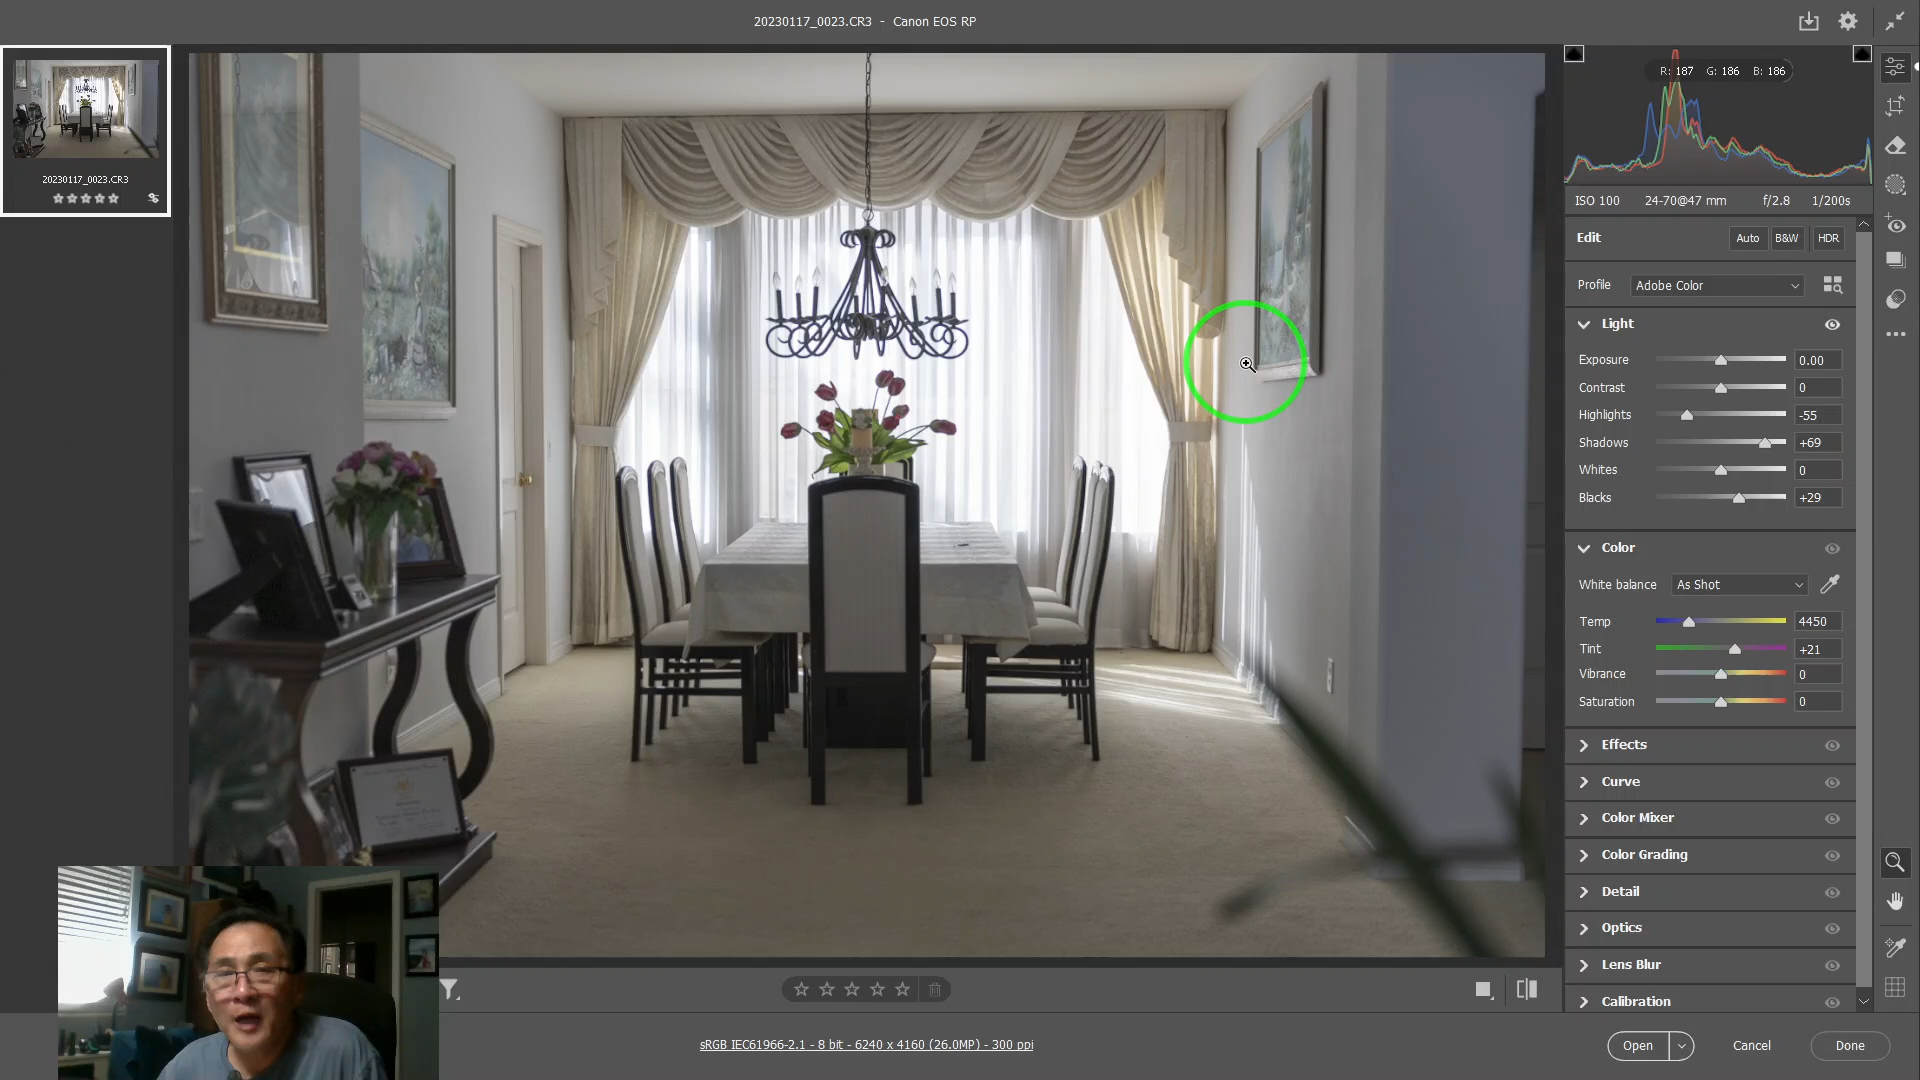 20230117_0023.CR3 - Canon EOS RP
20230117_0023.CR3
R: 187 G: 186 B: 186
ISO 100 24-70@47 mm f/2.8 1/200s
Edit Auto B&W HDR
Profile Adobe Color
Light
Exposure 0.00
Contrast 0
Highlights -55
Shadows +69
Whites 0
Blacks +29
Color
White balance As Shot
Temp 4450
Tint +21
Vibrance 0
Saturation 0
Effects
Curve
Color Mixer
Color Grading
Detail
Optics
Lens Blur
Calibration
sRGB IEC61966-2.1 - 8 bit - 6240 x 4160 (26.0MP) - 300 ppi
Open Cancel Done